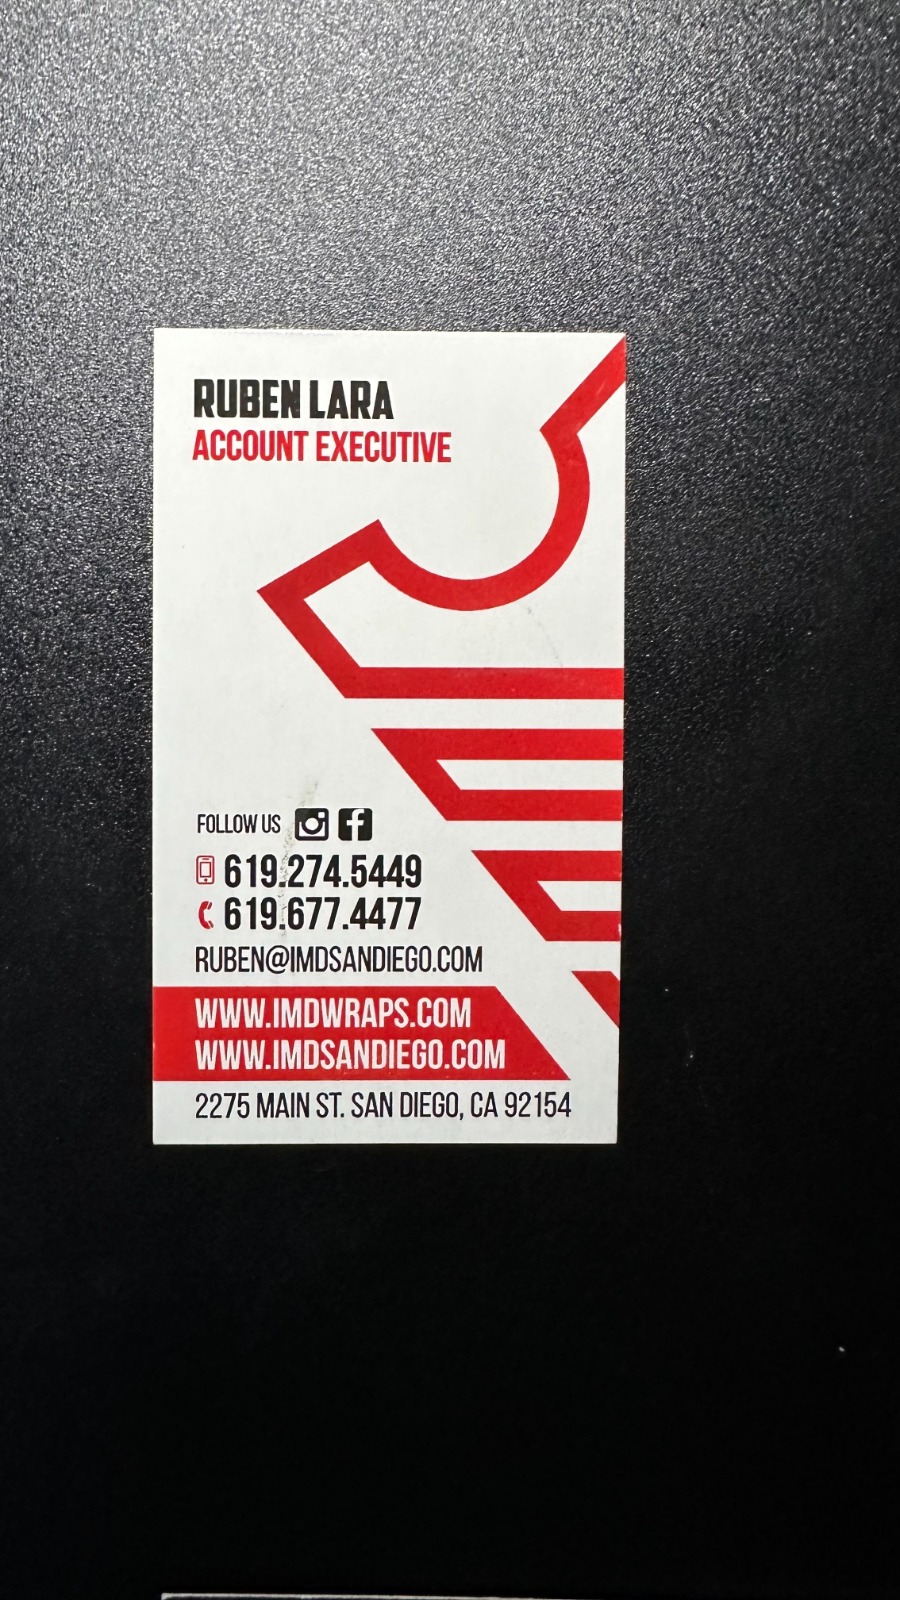 RUBEN LARA
ACCOUNT EXECUTIVE
FOLLOW US
619.274.5449
619.677.4477
RUBEN@IMDSANDIEGO.COM
WWW.IMDWRAPS.COM
WWW.IMDSANDIEGO.COM
2275 MAIN ST. SAN DIEGO, CA 92154